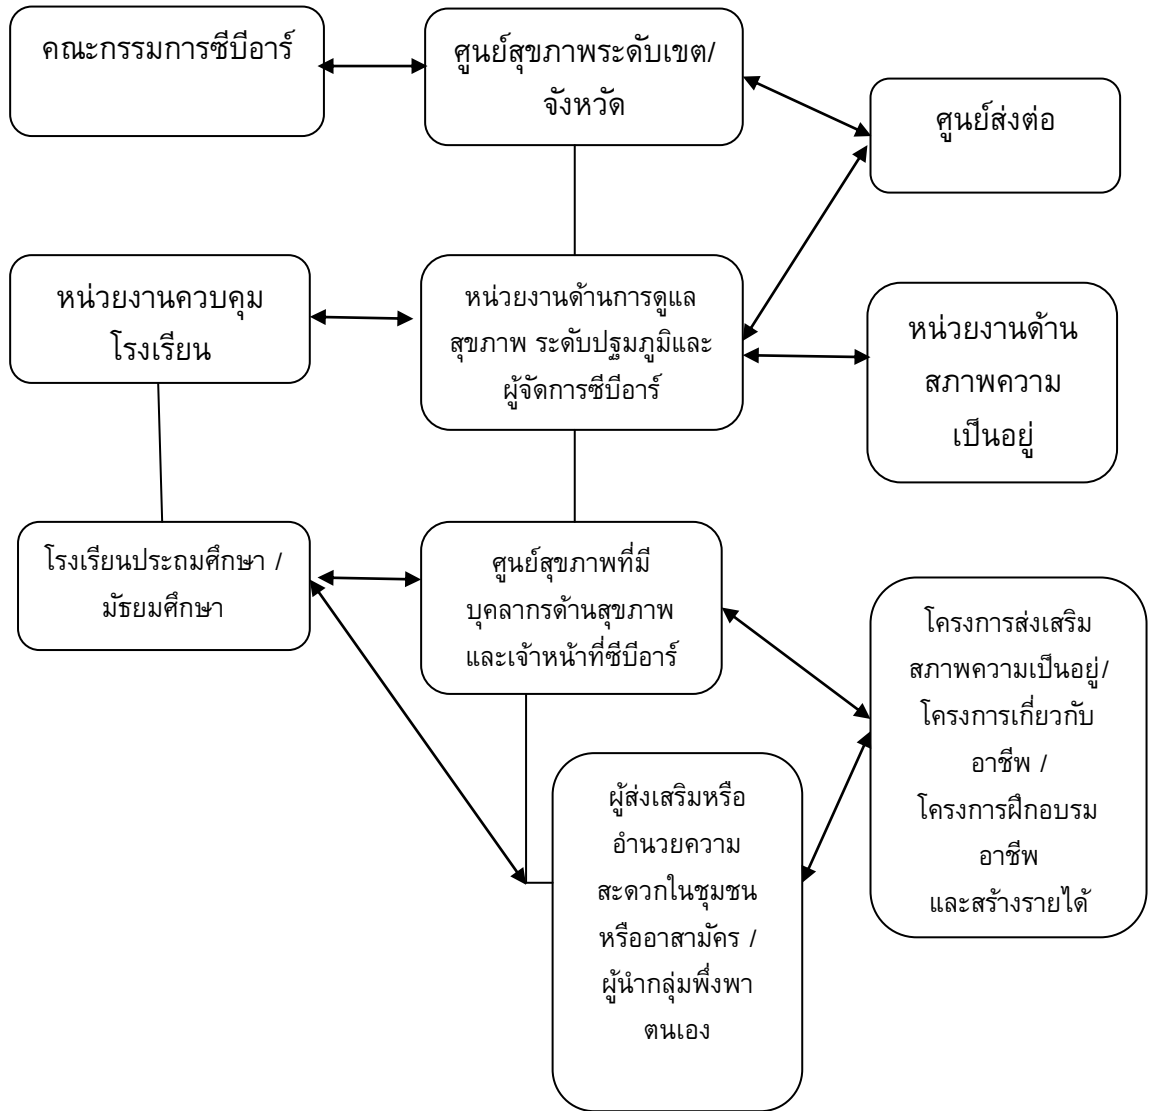 คณะกรรมการซีบีอาร์
ศูนย์สุขภาพระดับเขต/
จังหวัด
ศูนย์ส่งต่อ
หน่วยงานควบคุม
โรงเรียน
หน่วยงานด้านการดูแล
สุขภาพ ระดับปฐมภูมิและ
ผู้จัดการซีบีอาร์
หน่วยงานด้าน
สภาพความ
เป็นอยู่
โรงเรียนประถมศึกษา /
มัธยมศึกษา
ศูนย์สุขภาพที่มี
บุคลากรด้านสุขภาพ
และเจ้าหน้าที่ซีบีอาร์
โครงการส่งเสริม
สภาพความเป็นอยู่/
โครงการเกี่ยวกับ
อาชีพ /
โครงการฝึกอบรม
อาชีพ
และสร้างรายได้
ผู้ส่งเสริมหรือ
อำนวยความ
สะดวกในชุมชน
หรืออาสามัคร /
ผู้นำกลุ่มพึ่งพา
ตนเอง